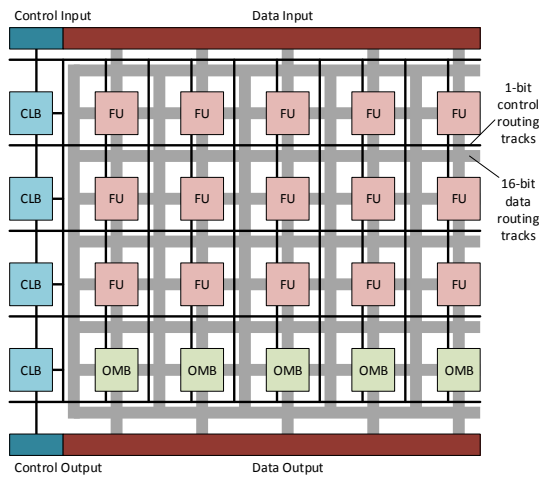 Control Input
Data Input
CLB
FU
FU
FU
FU
FU
1-bit
control
routing
tracks
CLB
FU
FU
FU
FU
FU
16-bit
data
routing
tracks
CLB
FU
FU
FU
FU
FU
CLB
OMB
OMB
OMB
OMB
OMB
Control Output
Data Output